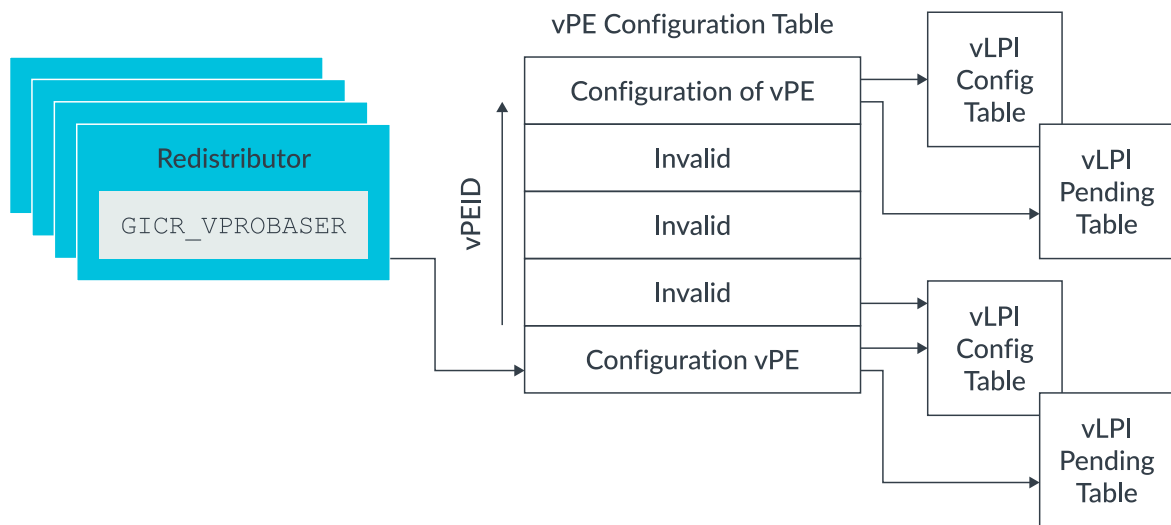 vPE Configuration Table
Redistributor
GICR_VPROBASER
vPEID
Configuration of vPE
Invalid
Invalid
Invalid
Configuration vPE
vLPI
Config
Table
vLPI
Pending
Table
vLPI
Config
Table
vLPI
Pending
Table